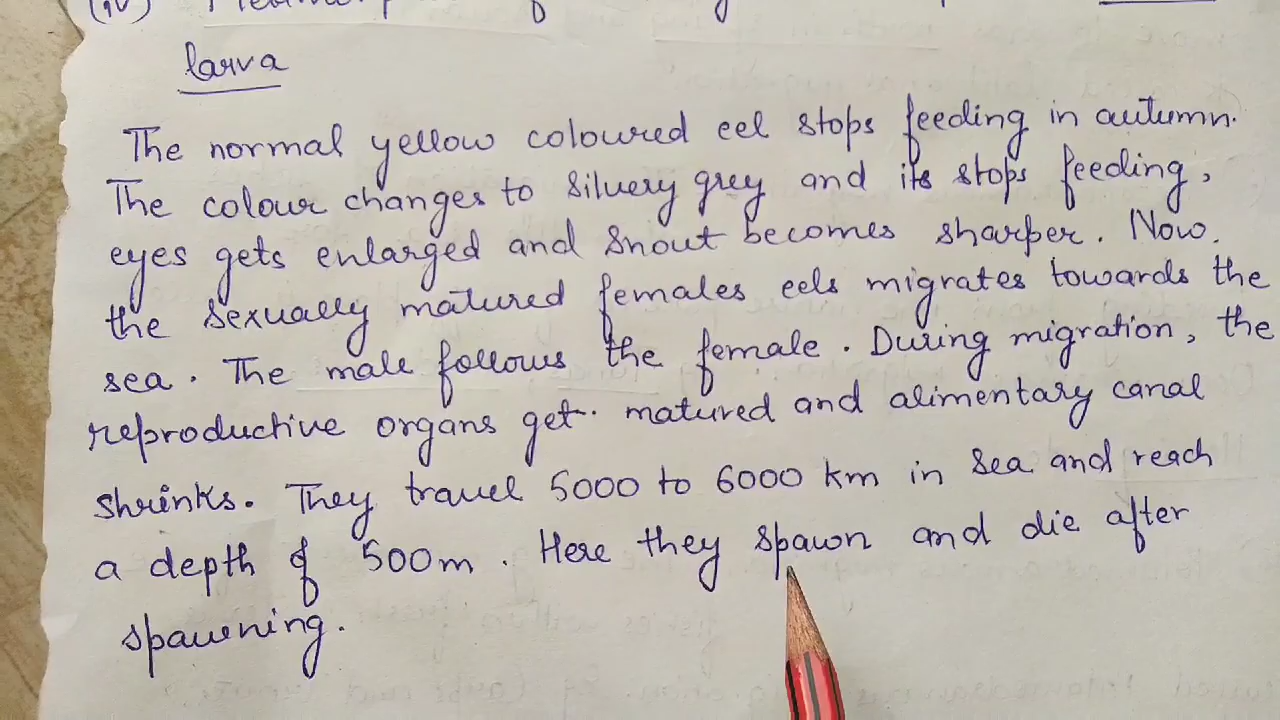 (iv)
larva
The normal yellow coloured eel stops feeding in autumn.
The colour changes to silvery grey and its stops feeding,
eyes gets enlarged and snout becomes sharper. Now.
the sexually matured females eels migrates towards the
sea. The male follows the female. During migration, the
reproductive organs get. matured and alimentary canal
shrinks. They travel 5000 to 6000 km in sea and reach
a depth of 500m. Here they spawn and die after
spawning.